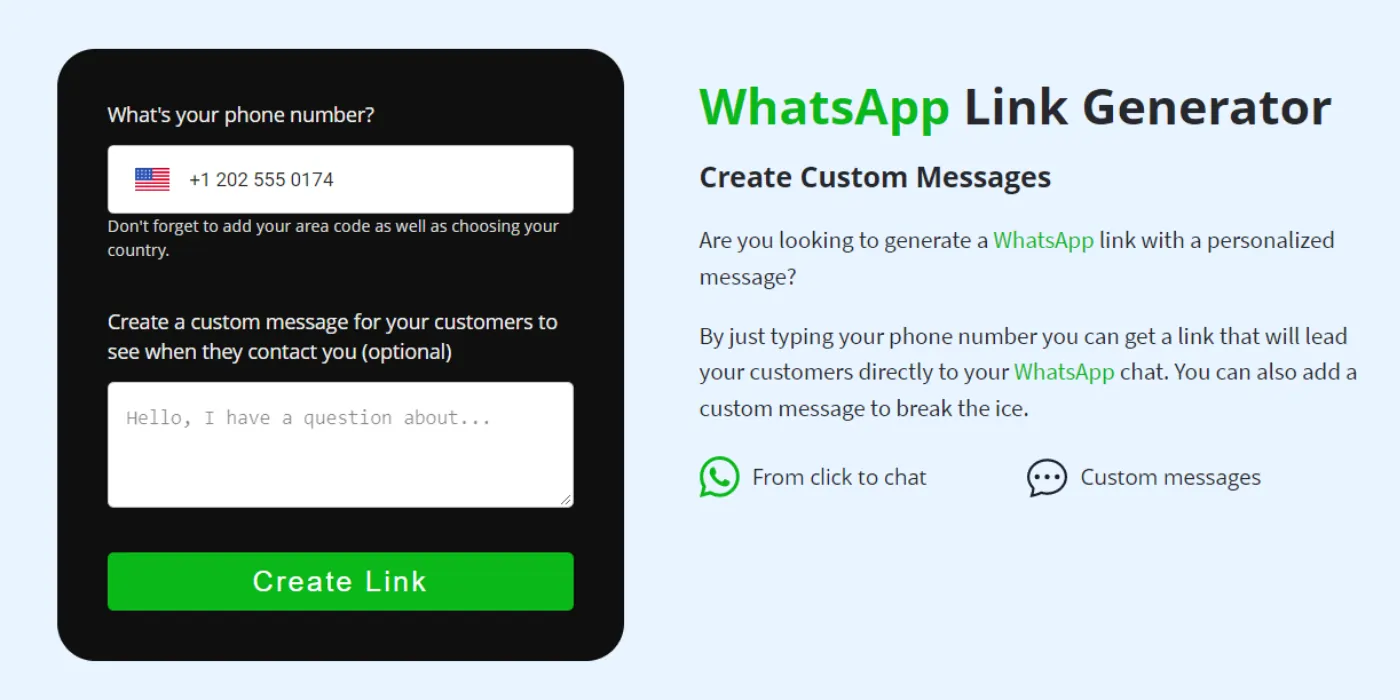 What's your phone number?
+1 202 555 0174
Don't forget to add your area code as well as choosing your
country.
Create a custom message for your customers to
see when they contact you (optional)
Hello, I have a question about...
Create Link
WhatsApp Link Generator
Create Custom Messages
Are you looking to generate a WhatsApp link with a personalized
message?
By just typing your phone number you can get a link that will lead
your customers directly to your WhatsApp chat. You can also add a
custom message to break the ice.
From click to chat
Custom messages